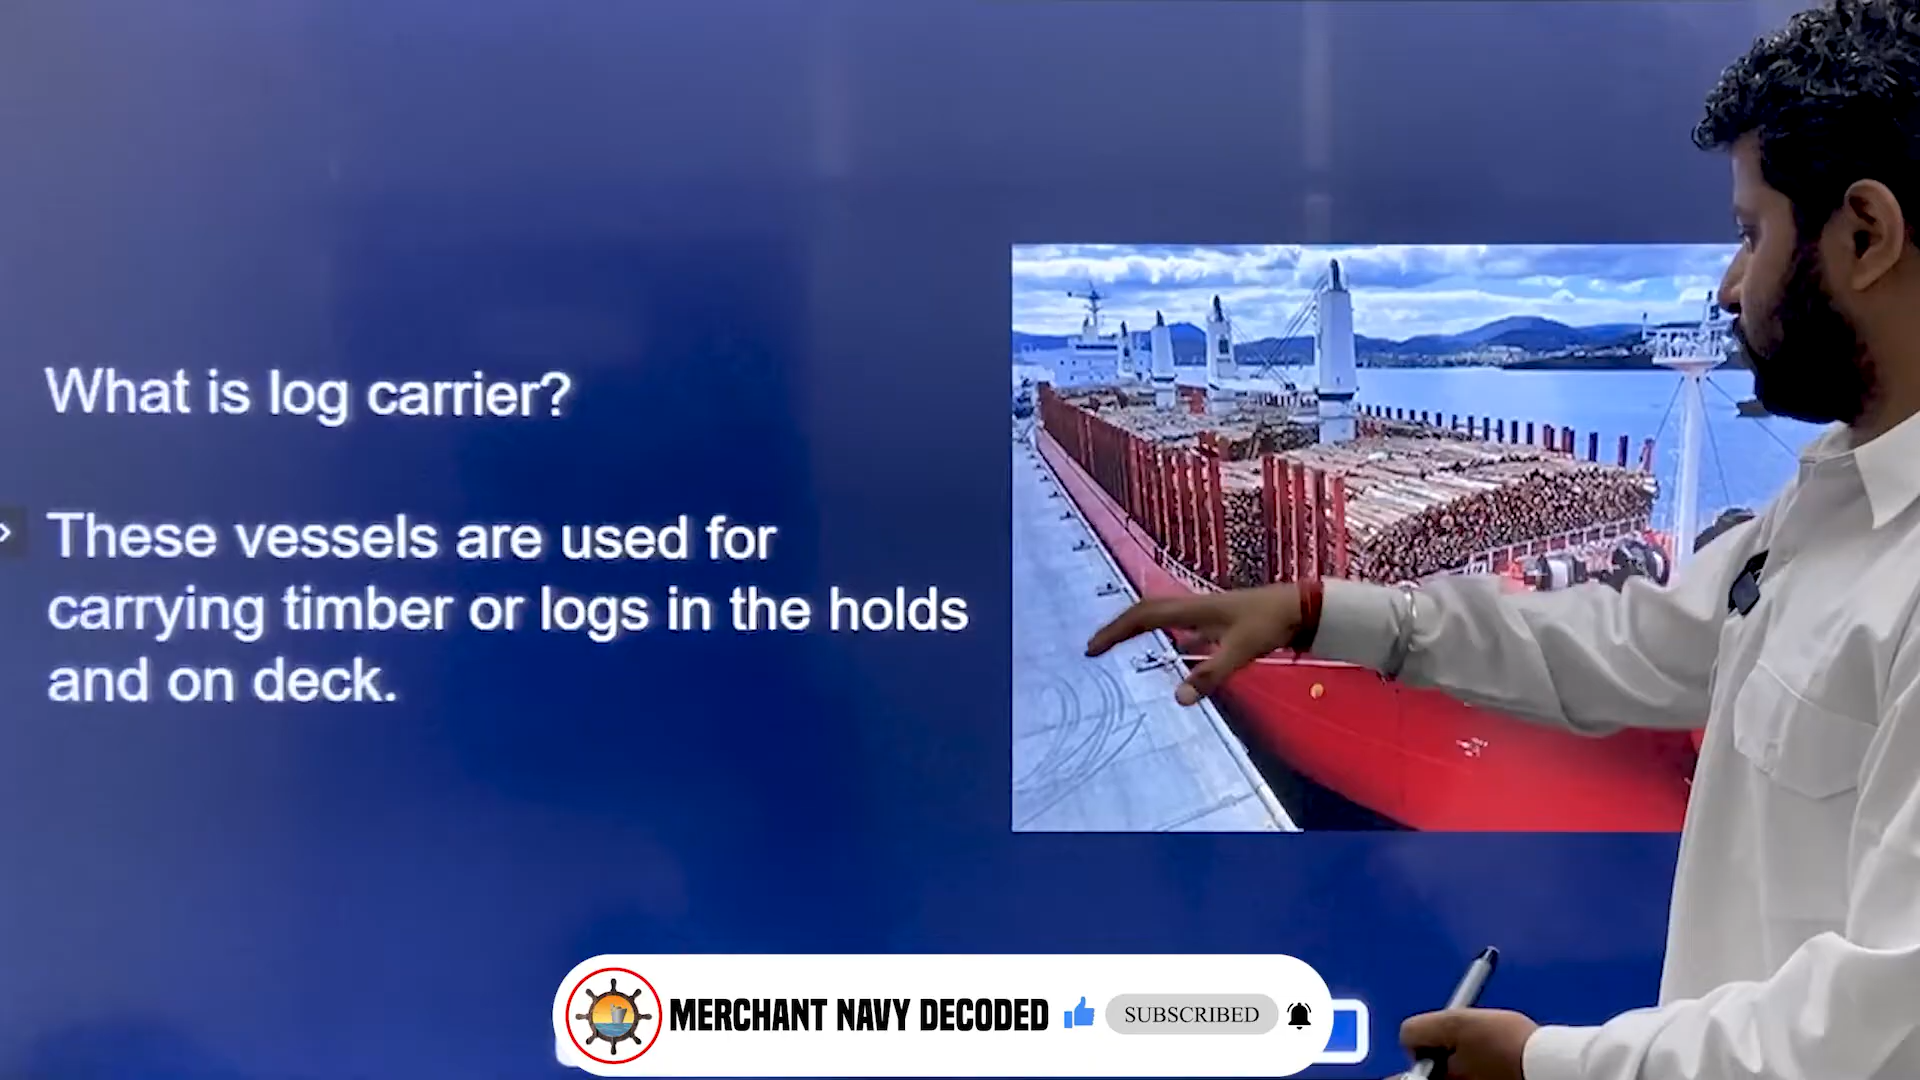 What is log carrier?
These vessels are used for
carrying timber or logs in the holds
and on deck.
MERCHANT NAVY DECODED
SUBSCRIBED